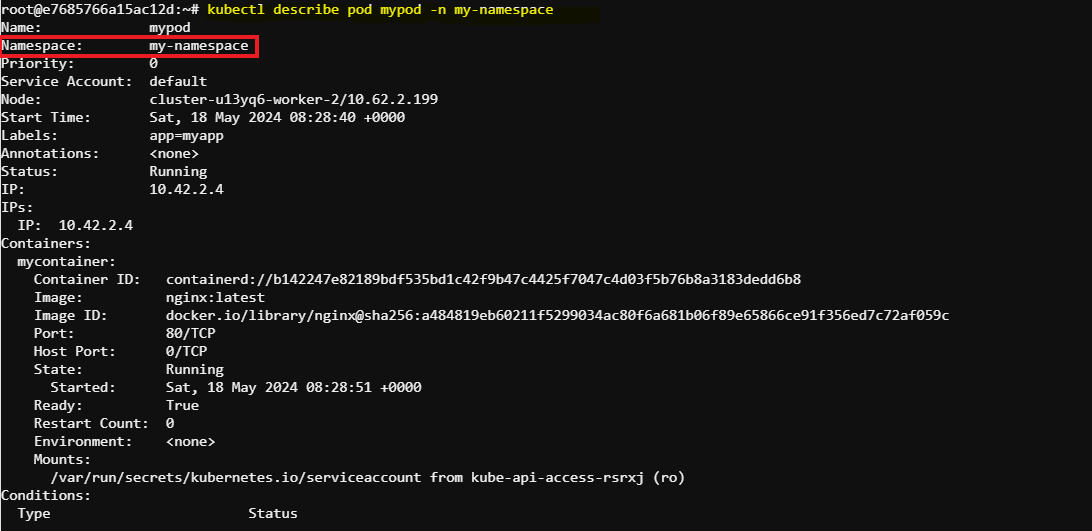 root@e7685766a15ac12d:~# kubectl describe pod mypod -n my-namespace
Name:             mypod
Namespace:        my-namespace
Priority:         0
Service Account:  default
Node:             cluster-u13yq6-worker-2/10.62.2.199
Start Time:       Sat, 18 May 2024 08:28:40 +0000
Labels:           app=myapp
Annotations:      <none>
Status:           Running
IP:               10.42.2.4
IPs:
  IP:  10.42.2.4
Containers:
  mycontainer:
    Container ID:   containerd://b142247e82189bdf535bd1c42f9b47c4425f7047c4d03f5b76b8a3183dedd6b8
    Image:          nginx:latest
    Image ID:       docker.io/library/nginx@sha256:a484819eb60211f5299034ac80f6a681b06f89e65866ce91f356ed7c72af059c
    Port:           80/TCP
    Host Port:      0/TCP
    State:          Running
      Started:      Sat, 18 May 2024 08:28:51 +0000
    Ready:          True
    Restart Count:  0
    Environment:    <none>
    Mounts:
      /var/run/secrets/kubernetes.io/serviceaccount from kube-api-access-rsrxj (ro)
Conditions:
  Type                        Status